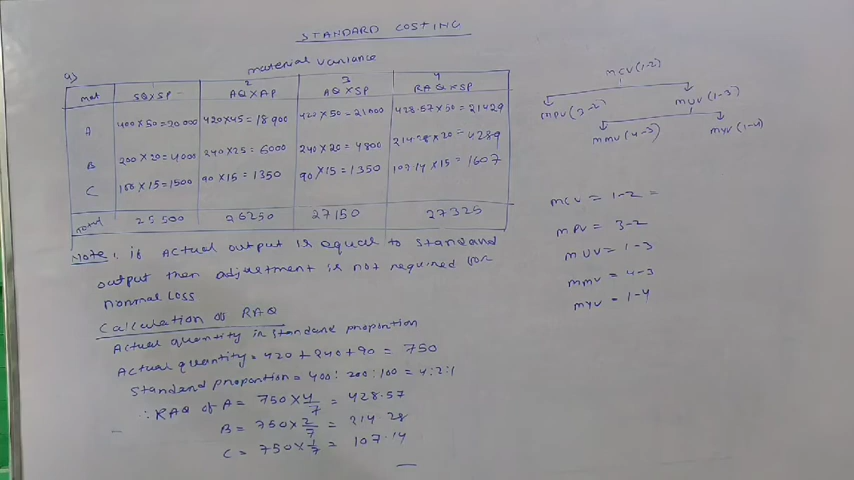 STANDARD COSTING
a)
material variance
mat | 1 SQ×SP | 2 AQ×AP | 3 AQ×SP | 4 RAQ×SP
A | 400×50=20000 | 420×45=18900 | 420×50=21000 | 428.57×50=21429
B | 200×20=4000 | 240×25=6000 | 240×20=4800 | 214.28×20=4289
C | 100×15=1500 | 90×15=1350 | 90×15=1350 | 107.14×15=1607
Total | 25500 | 26250 | 27150 | 27325
Note: if Actual output is equal to standard
output then adjustment is not required for
normal Loss
Calculation of RAQ
Actual quantity in standard proportion
Actual quantity=420+240+90=750
Standard proportion=400:200:100=4:2:1
∴RAQ of A=750×4/7=428.57
B=750×2/7=214.28
C=750×1/7=107.14
MCV(1-2)
MPV(3-2) MUV(1-3)
MMV(4-3) MYV(1-4)
MCV=1-2=
MPV=3-2
MUV=1-3
MMV=4-3
MYV=1-4